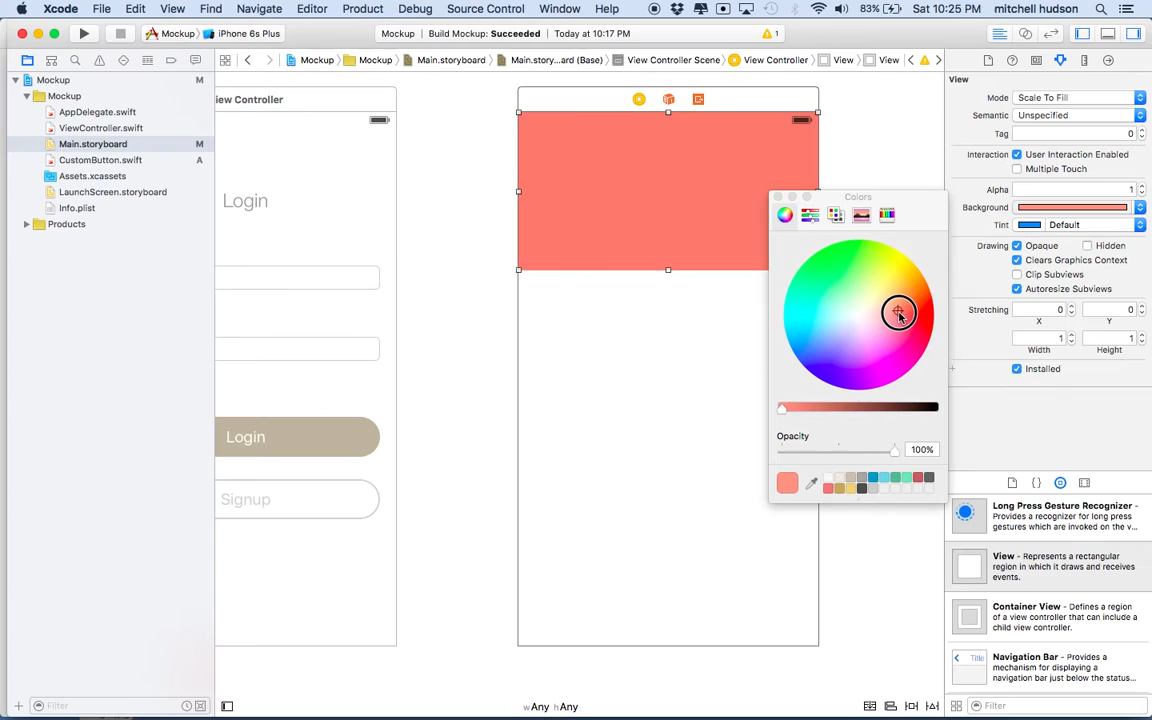 Xcode File Edit View Find Navigate Editor Product Debug Source Control Window Help 83% Sat 10:25 PM mitchell hudson
Mockup iPhone 6s Plus Mockup Build Mockup: Succeeded Today at 10:17 PM 1
Mockup Mockup Main.storyboard Main.story...ard (Base) View Controller Scene View Controller View View
Mockup M
Mockup
AppDelegate.swift
ViewController.swift
Main.storyboard M
CustomButton.swift A
Assets.xcassets
LaunchScreen.storyboard
Info.plist
Products
Filter
iew Controller
Login
Login
Signup
wAny hAny
Colors
Opacity
100%
View
Mode Scale To Fill
Semantic Unspecified
Tag 0
Interaction User Interaction Enabled
Multiple Touch
Alpha 1
Background
Tint Default
Drawing Opaque Hidden
Clears Graphics Context
Clip Subviews
Autoresize Subviews
Stretching 0 0
X Y
1 1
Width Height
Installed
Long Press Gesture Recognizer -
Provides a recognizer for long press
gestures which are invoked on the v...
View - Represents a rectangular
region in which it draws and receives
events.
Container View - Defines a region
of a view controller that can include a
child view controller.
Navigation Bar - Provides a
mechanism for displaying a
navigation bar just below the status...
Title
Filter